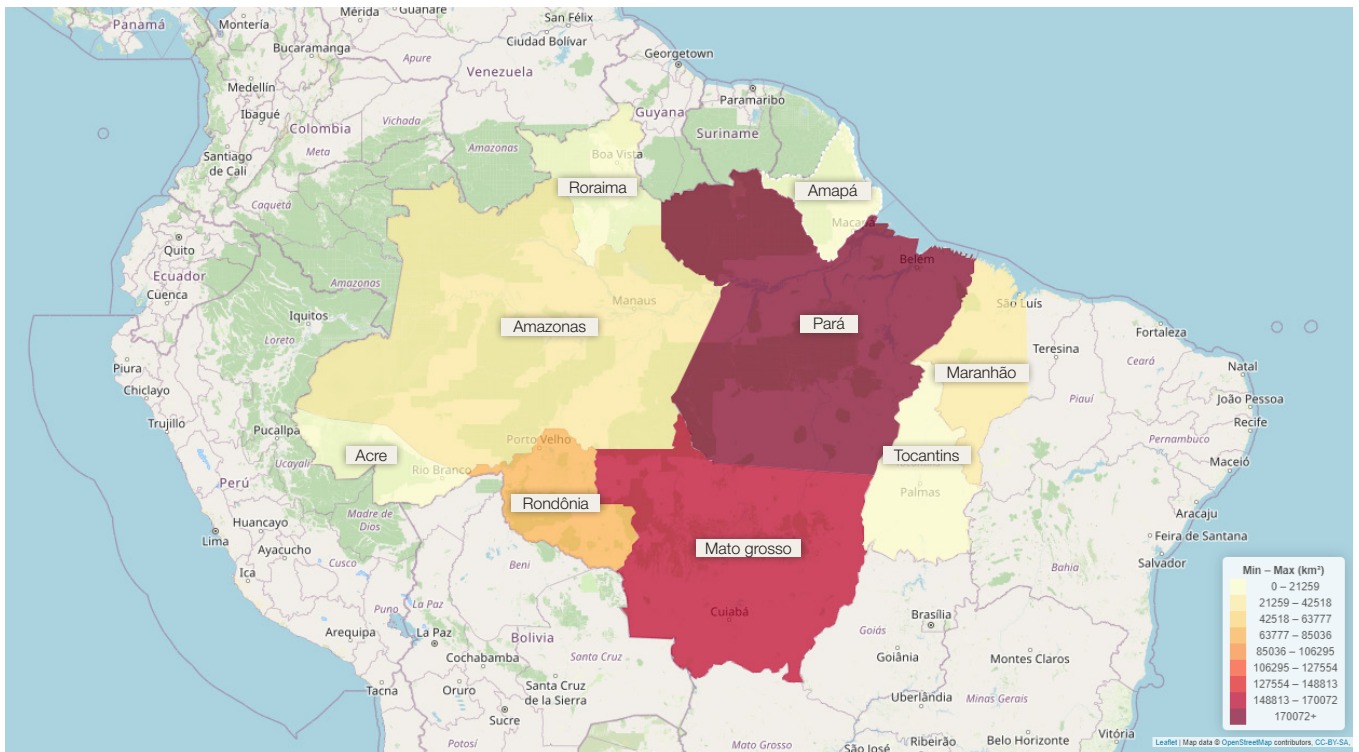 Mérida
Guanare
San Félix
Panamá
Montería
Ciudad Bolívar
Bucaramanga
Apure
Venezuela
Georgetown
Medellín
Paramaribo
Ibagué
Vichada
Guyana
Colombia
Suriname
Meta
Amazonas
Boa Vista
Santiago
de Cali
Roraima
Amapá
Caquetá
Macapá
Quito
Belém
Ecuador
Amazonas
Cuenca
Manaus
São Luís
Iquitos
Amazonas
Pará
Fortaleza
Loreto
Teresina
Piura
Maranhão
Ceará
Natal
Chiclayo
Piauí
João Pessoa
Trujillo
Recife
Pucallpa
Porto Velho
Pernambuco
Acre
Tocantins
Ucayali
Rio Branco
Maceió
Perú
Palmas
Rondônia
Aracaju
Huancayo
Madre de
Dios
Feira de Santana
Lima
Mato grosso
Ayacucho
Cusco
Beni
Bahia
Salvador
Ica
Puno
La Paz
Cuiabá
Brasília
Arequipa
La Paz
Bolivia
Goiás
Cochabamba
Santa Cruz
Goiânia
Montes Claros
Tacna
Oruro
Santa Cruz
de la Sierra
Uberlândia
Minas Gerais
Sucre
Vitória
Potosí
Mato Grosso
São José
Ribeirão
Belo Horizonte
Min – Max (km²)
0 – 21259
21259 – 42518
42518 – 63777
63777 – 85036
85036 – 106295
106295 – 127554
127554 – 148813
148813 – 170072
170072+
Leaflet | Map data © OpenStreetMap contributors, CC-BY-SA,